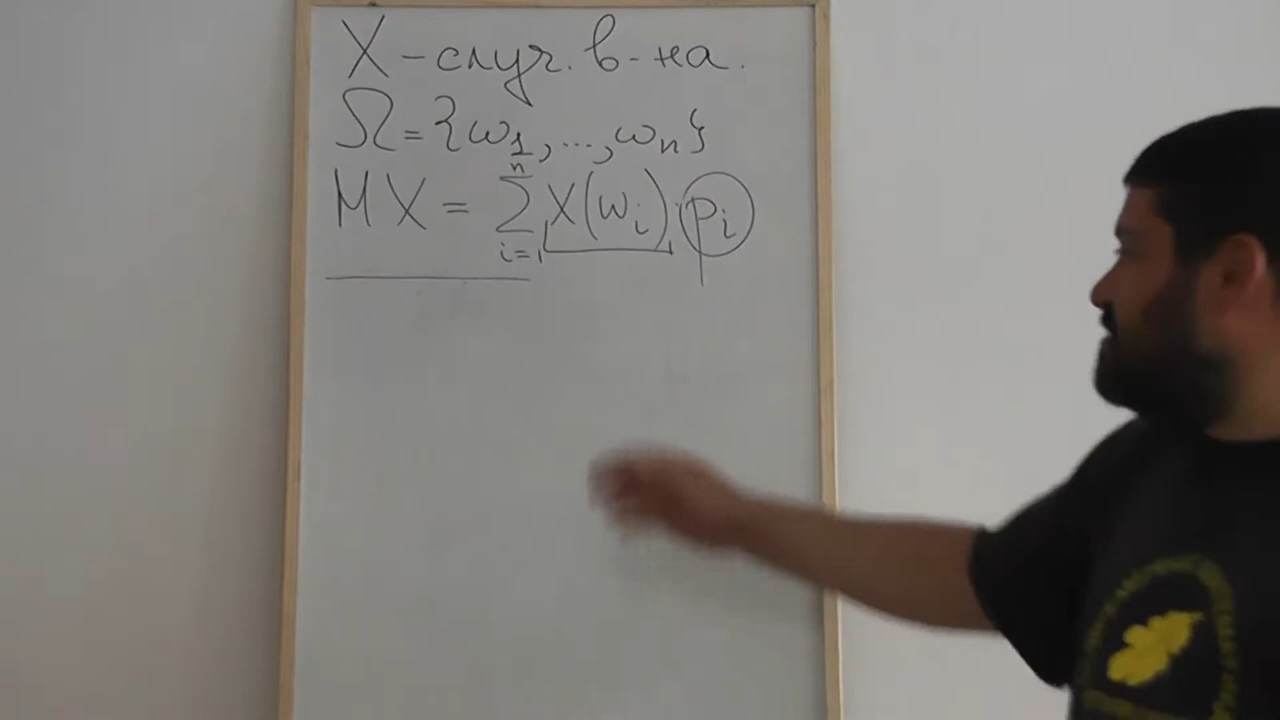 X - случ. в-на.
Ω = {ω₁, ..., ωₙ}
MX = ∑ᵢ₌₁ⁿ X(ωᵢ) pᵢ